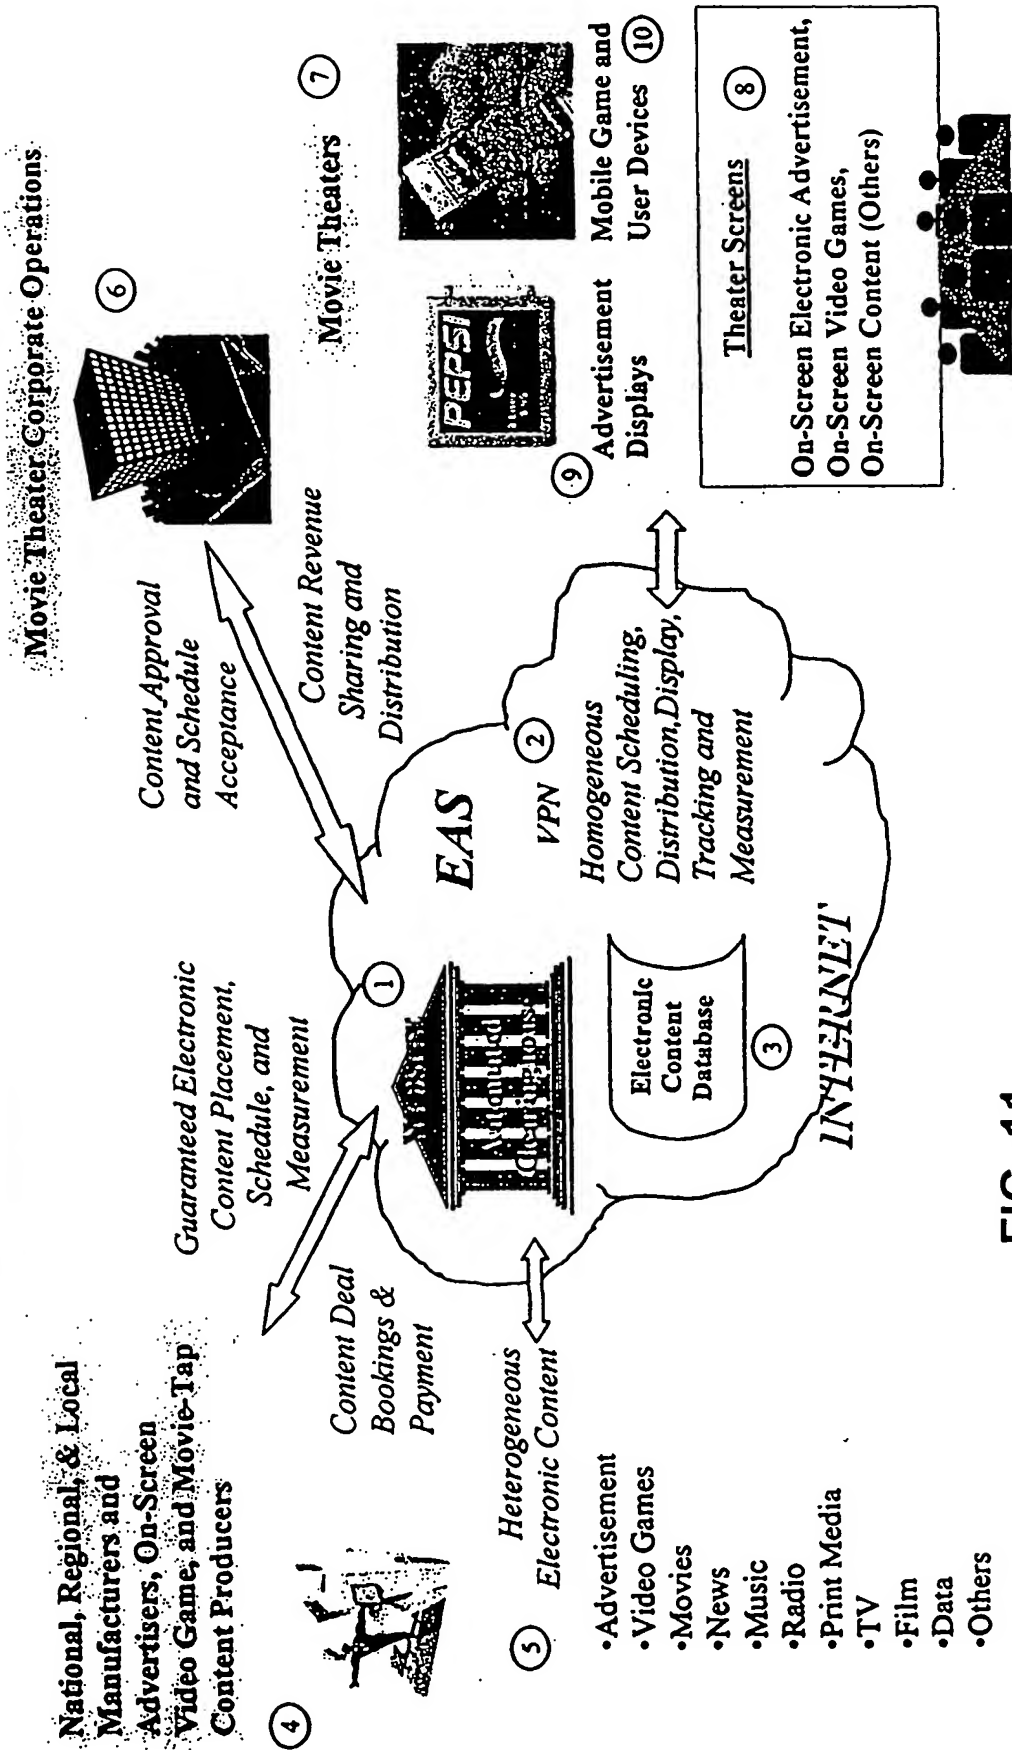 Movie Theater Corporate Operations
6
National, Regional, & Local
Manufacturers and
Advertisers, On-Screen
Video Game, and Movie-Tap
Content Producers
4
Guaranteed Electronic
Content Placement,
Schedule, and
Measurement
Content Approval
and Schedule
Acceptance
Content Deal
Bookings &
Payment
Content Revenue
Sharing and
Distribution
Movie Theaters
7
1
Automated
Clearinghouse
EAS
VPN
2
Homogeneous
Content Scheduling,
Distribution,Display,
Tracking and
Measurement
Electronic
Content
Database
3
INTERNET
Heterogeneous
Electronic Content
5
•Advertisement
•Video Games
•Movies
•News
•Music
•Radio
•Print Media
•TV
•Film
•Data
•Others
PEPSI
9
Advertisement
Displays
Mobile Game and
User Devices
10
Theater Screens
8
On-Screen Electronic Advertisement,
On-Screen Video Games,
On-Screen Content (Others)
FIG. 11